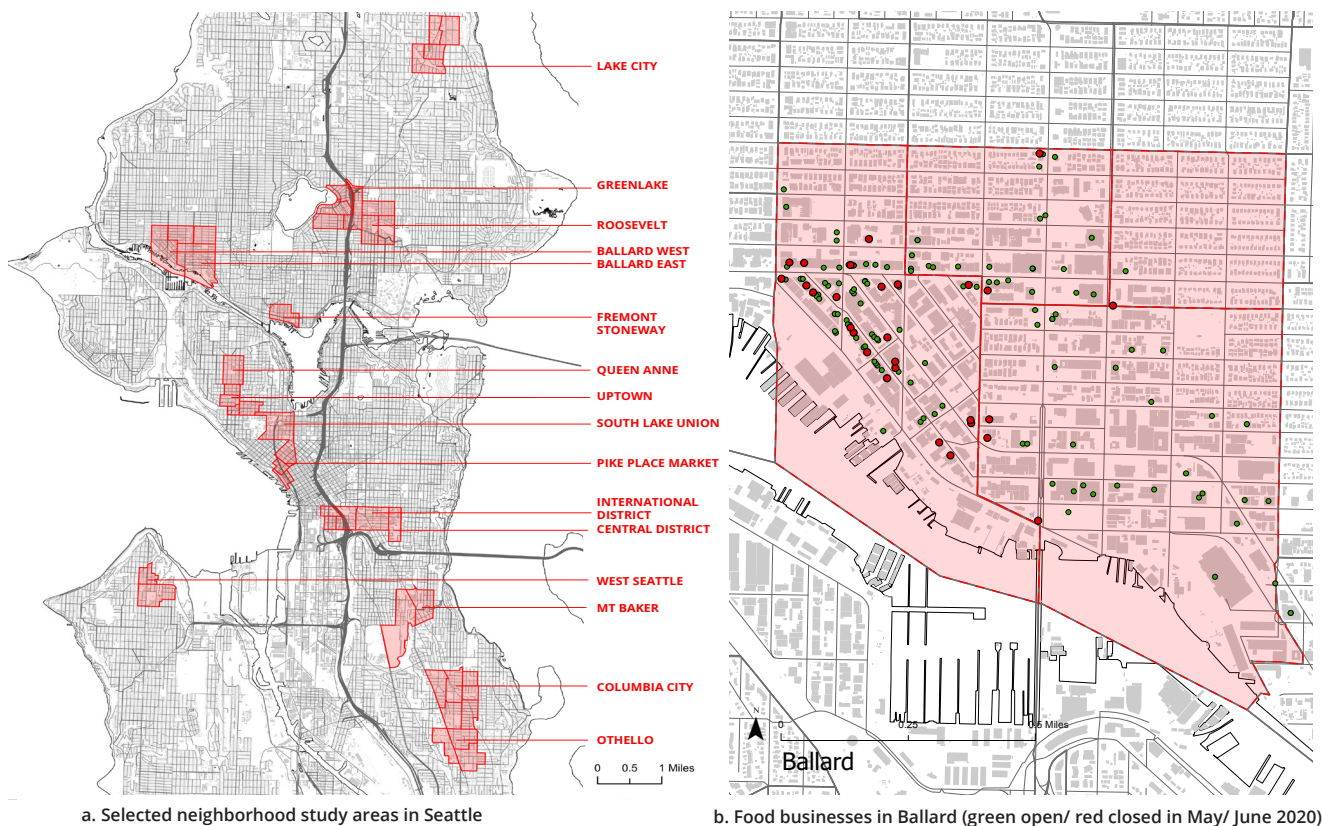 LAKE CITY
GREENLAKE
ROOSEVELT
BALLARD WEST
BALLARD EAST
FREMONT
STONEWAY
QUEEN ANNE
UPTOWN
SOUTH LAKE UNION
PIKE PLACE MARKET
INTERNATIONAL
DISTRICT
CENTRAL DISTRICT
WEST SEATTLE
MT BAKER
COLUMBIA CITY
OTHELLO
0 0.5 1 Miles
a. Selected neighborhood study areas in Seattle
N
0 0.25 0.5 Miles
Ballard
b. Food businesses in Ballard (green open/ red closed in May/ June 2020)